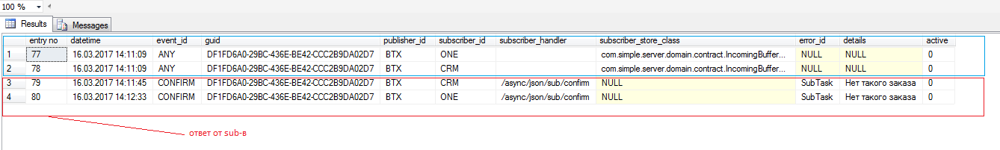 100 %
Results Messages
entry no datetime event_id guid publisher_id subscriber_id subscriber_handler subscriber_store_class error_id details active
1 77 16.03.2017 14:11:09 ANY DF1FD6A0-29BC-436E-BE42-CCC2B9DA02D7 BTX ONE com.simple.server.domain.contract.IncomingBuffer... NULL NULL 0
2 78 16.03.2017 14:11:09 ANY DF1FD6A0-29BC-436E-BE42-CCC2B9DA02D7 BTX CRM com.simple.server.domain.contract.IncomingBuffer... NULL NULL 0
3 79 16.03.2017 14:11:45 CONFIRM DF1FD6A0-29BC-436E-BE42-CCC2B9DA02D7 BTX CRM /async/json/sub/confirm NULL SubTask Нет такого заказа 0
4 80 16.03.2017 14:12:33 CONFIRM DF1FD6A0-29BC-436E-BE42-CCC2B9DA02D7 BTX ONE /async/json/sub/confirm NULL SubTask Нет такого заказа 0
ответ от sub-в